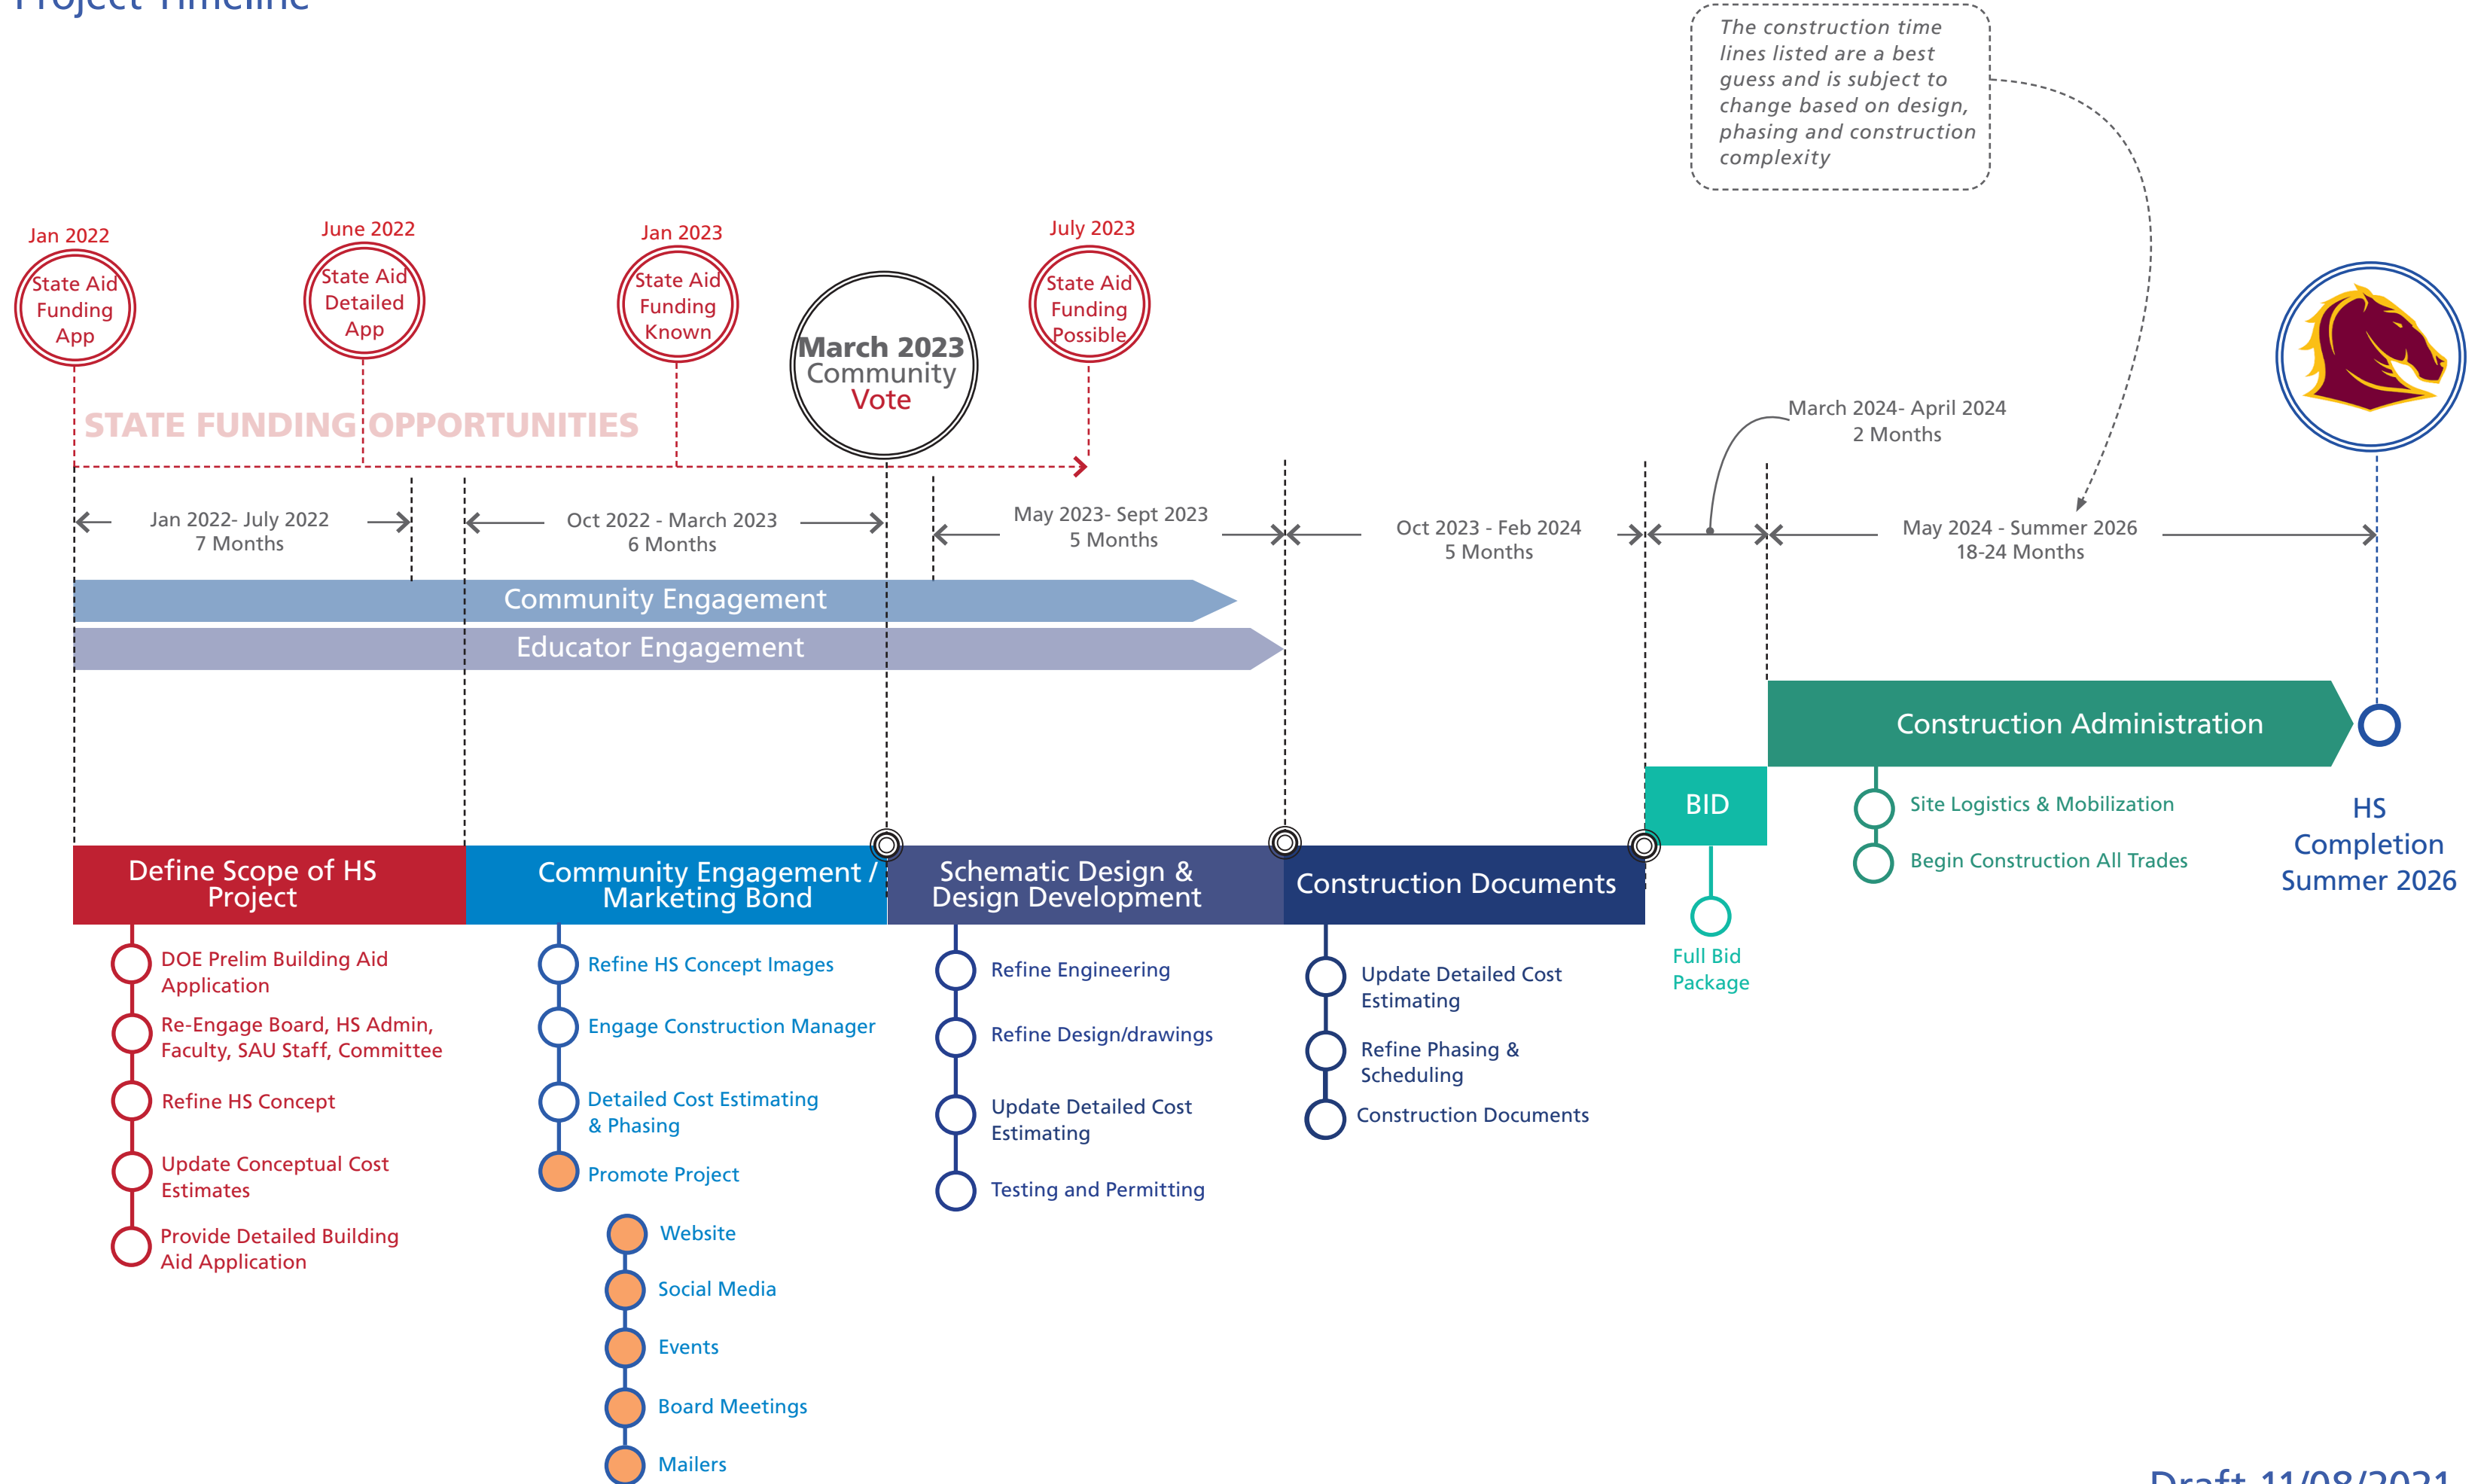 Project Timeline
The construction time
lines listed are a best
guess and is subject to
change based on design,
phasing and construction
complexity
Jan 2022
State Aid
Funding
App
June 2022
State Aid
Detailed
App
Jan 2023
State Aid
Funding
Known
March 2023
Community
Vote
July 2023
State Aid
Funding
Possible
STATE FUNDING OPPORTUNITIES
March 2024- April 2024
2 Months
Jan 2022- July 2022
7 Months
Oct 2022 - March 2023
6 Months
May 2023- Sept 2023
5 Months
Oct 2023 - Feb 2024
5 Months
May 2024 - Summer 2026
18-24 Months
Community Engagement
Educator Engagement
Construction Administration
BID
Site Logistics & Mobilization
Begin Construction All Trades
HS
Completion
Summer 2026
Define Scope of HS
Project
Community Engagement /
Marketing Bond
Schematic Design &
Design Development
Construction Documents
Full Bid
Package
DOE Prelim Building Aid
Application
Re-Engage Board, HS Admin,
Faculty, SAU Staff, Committee
Refine HS Concept
Update Conceptual Cost
Estimates
Provide Detailed Building
Aid Application
Refine HS Concept Images
Engage Construction Manager
Detailed Cost Estimating
& Phasing
Promote Project
Website
Social Media
Events
Board Meetings
Mailers
Refine Engineering
Refine Design/drawings
Update Detailed Cost
Estimating
Testing and Permitting
Update Detailed Cost
Estimating
Refine Phasing &
Scheduling
Construction Documents
Draft 11/08/2021